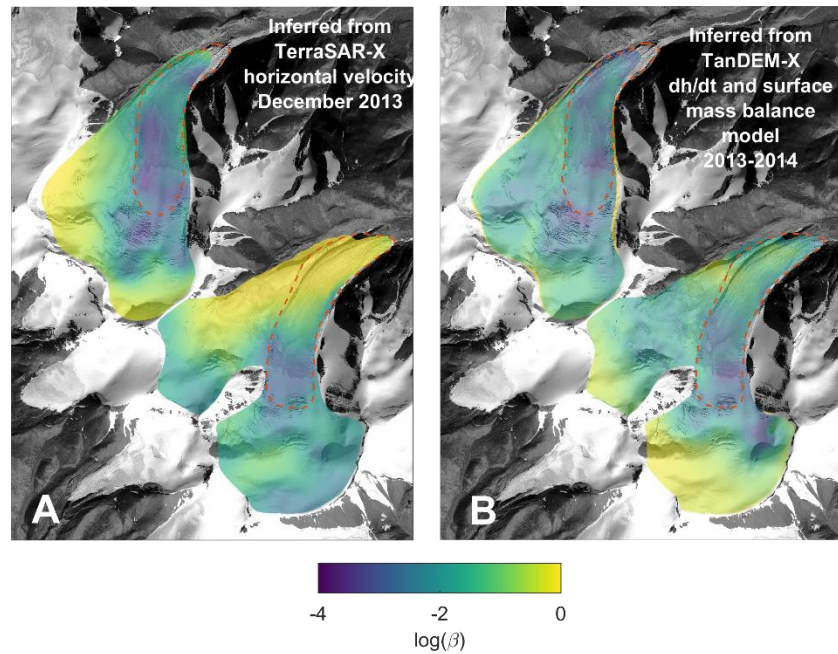 Inferred from
TerraSAR-X
horizontal velocity
December 2013
A
Inferred from
TanDEM-X
dh/dt and surface
mass balance
model
2013-2014
B
-4 -2 0
log(β)